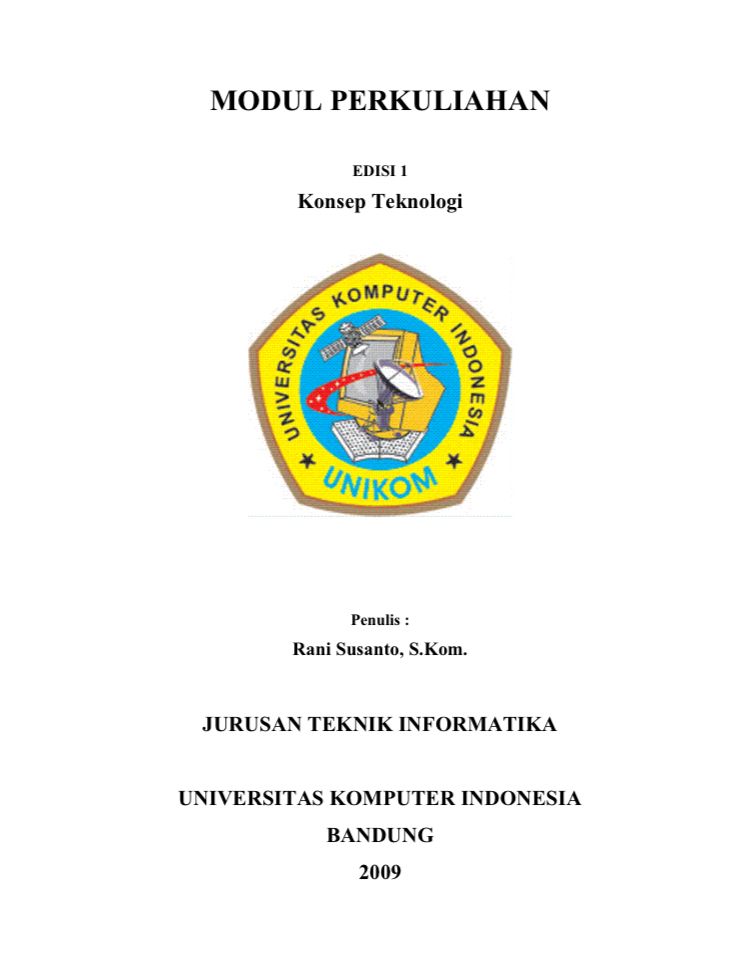 MODUL PERKULIAHAN
EDISI 1
Konsep Teknologi
UNIVERSITAS KOMPUTER INDONESIA
UNIKOM
Penulis :
Rani Susanto, S.Kom.
JURUSAN TEKNIK INFORMATIKA
UNIVERSITAS KOMPUTER INDONESIA
BANDUNG
2009